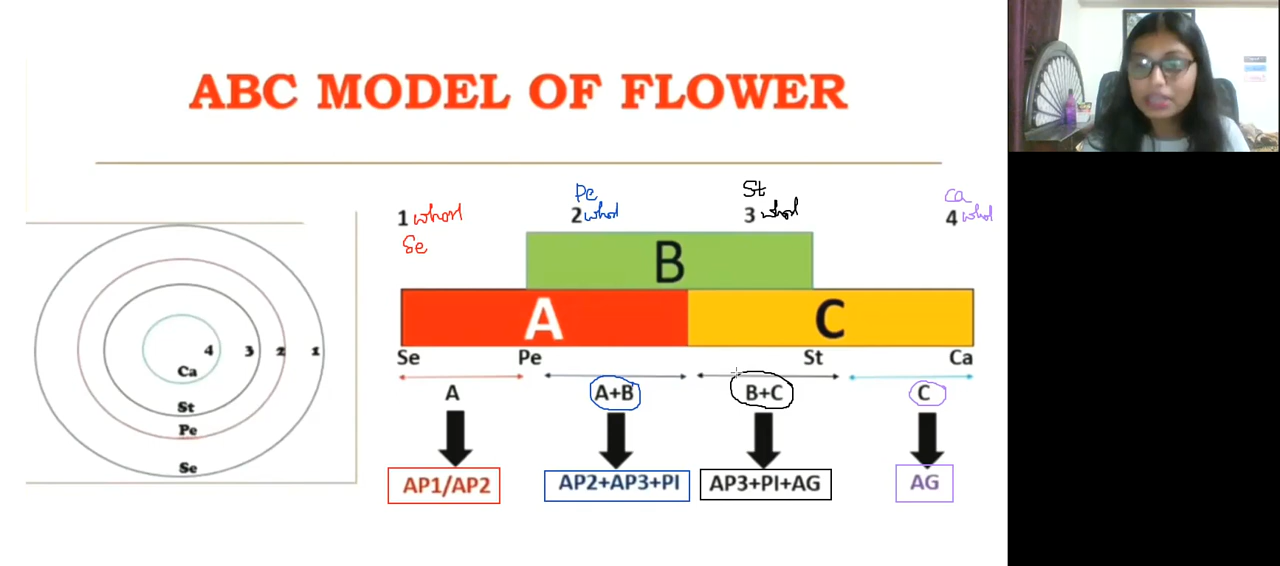 ABC MODEL OF FLOWER
Pe St Ca
1 whorl 2 whorl 3 whorl 4 whorl
Se
B
A C
Se Pe St Ca
A A+B B+C C
AP1/AP2 AP2+AP3+PI AP3+PI+AG AG
4 3 2 1
Ca
St
Pe
Se